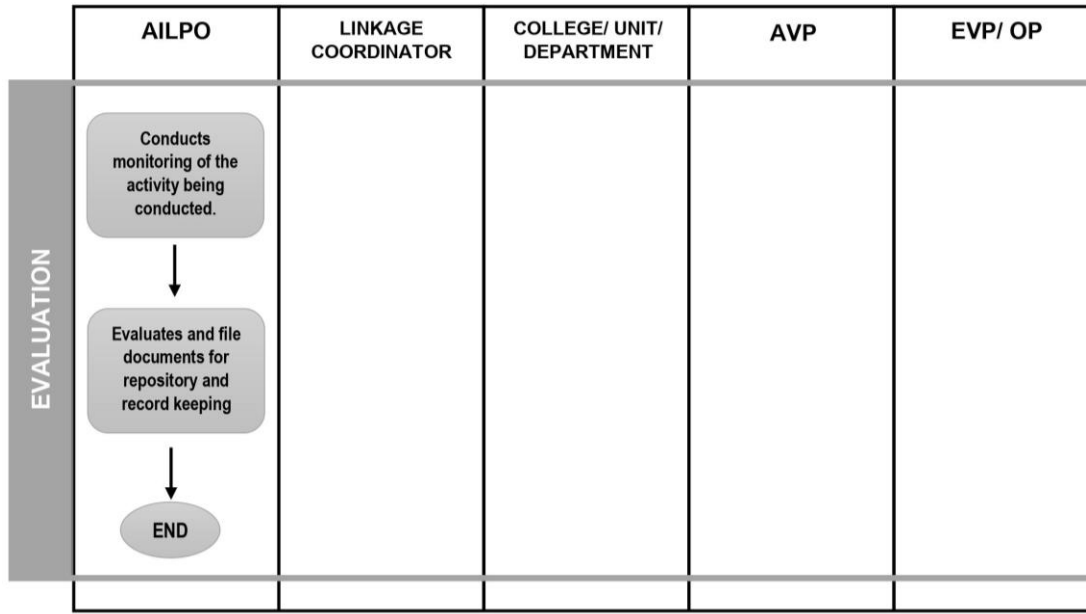 AILPO
LINKAGE
COORDINATOR
COLLEGE/ UNIT/
DEPARTMENT
AVP
EVP/ OP
EVALUATION
Conducts
monitoring of the
activity being
conducted.
Evaluates and file
documents for
repository and
record keeping
END